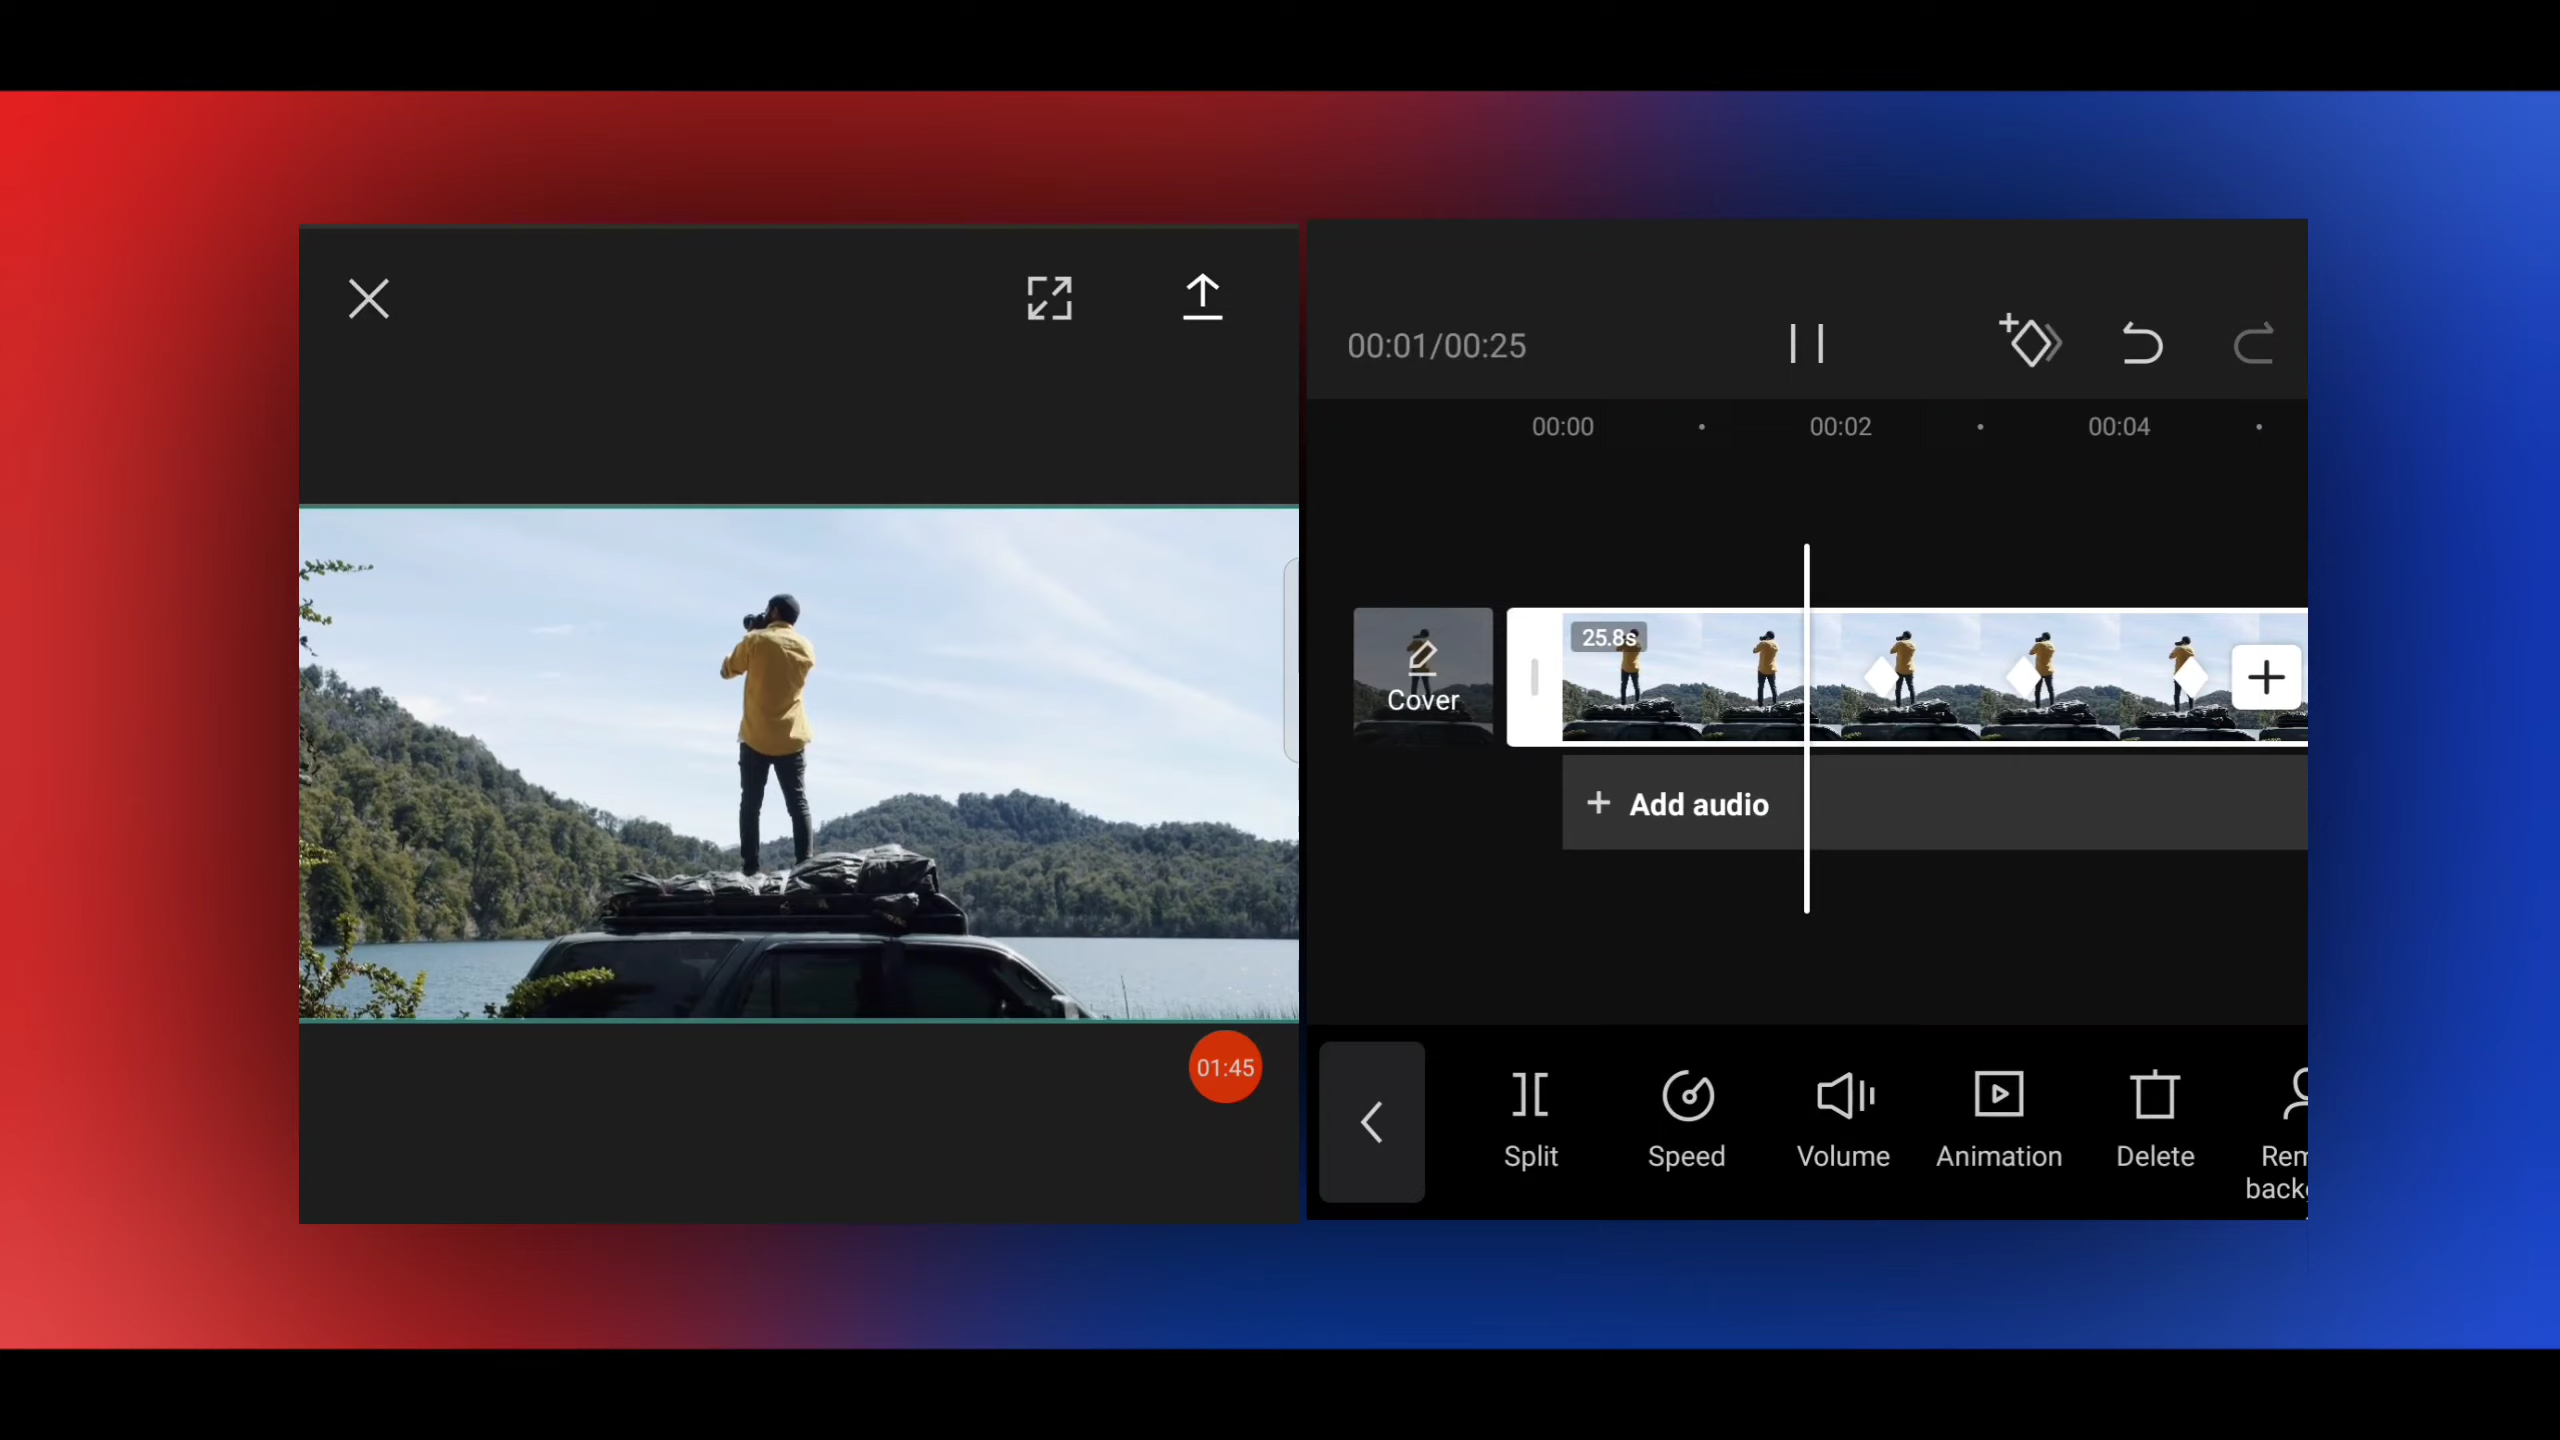 00:01/00:25
00:00
00:02
00:04
25.8s
Cover
Add audio
01:45
Split
Speed
Volume
Animation
Delete